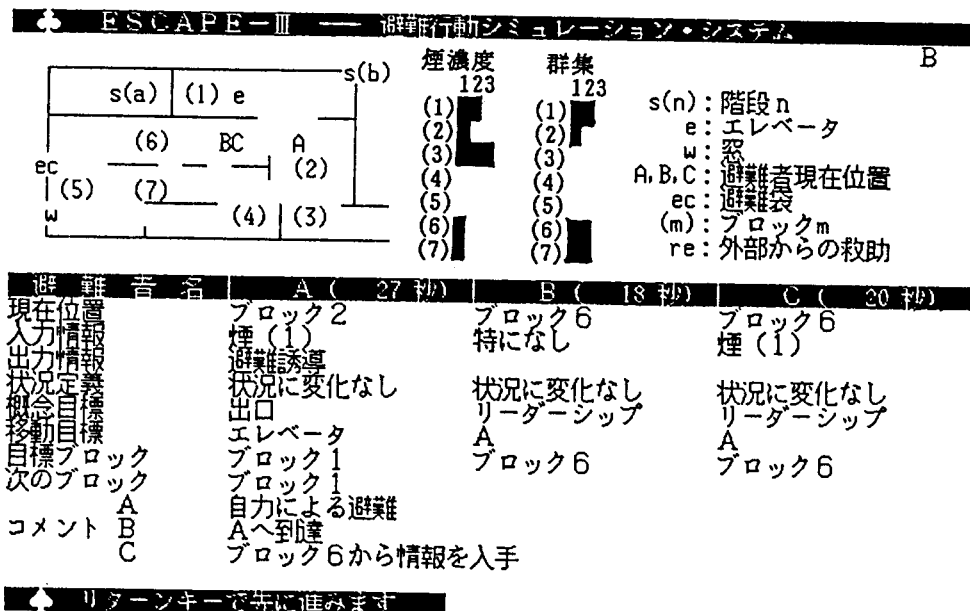 ♣ ESCAPE-Ⅲ —— 避難行動シミュレーション・システム
B
煙濃度 群集
s(a) (1) e s(b)
(6) BC A
ec (2)
(5) (7)
w (4) (3)
123
(1)
(2)
(3)
(4)
(5)
(6)
(7)
123
(1)
(2)
(3)
(4)
(5)
(6)
(7)
s(n):階段n
e:エレベータ
w:窓
A,B,C:避難者現在位置
ec:避難袋
(m):ブロックm
re:外部からの救助
避難者名 A( 27秒) B( 18秒) C( 20秒)
現在位置 ブロック2 ブロック6 ブロック6
入力情報 煙(1) 特になし 煙(1)
出力情報 避難誘導
状況定義 状況に変化なし 状況に変化なし 状況に変化なし
概念目標 出口 リーダーシップ リーダーシップ
移動目標 エレベータ A A
目標ブロック ブロック1 ブロック6 ブロック6
次のブロック ブロック1
A 自力による避難
コメント B Aへ到達
C ブロック6から情報を入手
♠ リターンキーで先に進みます